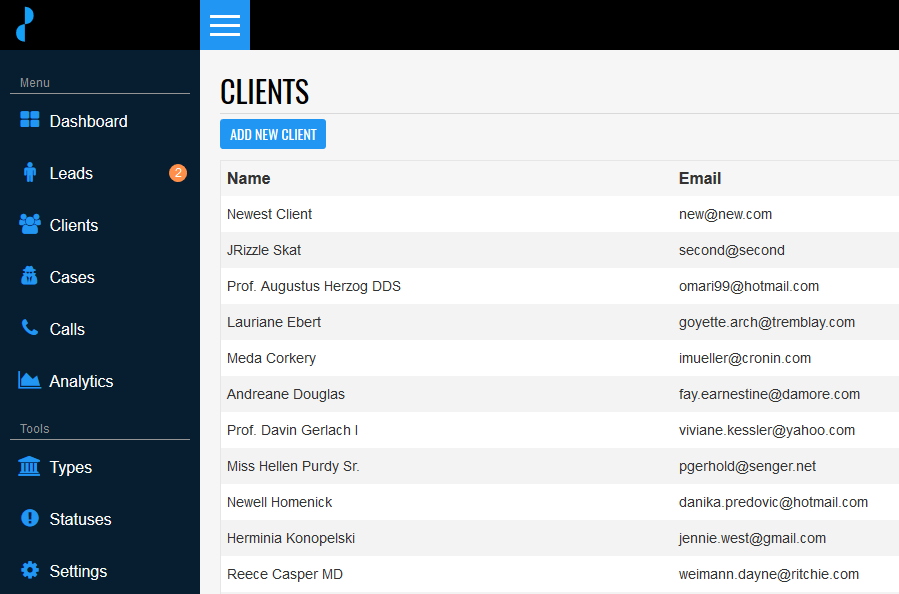 Menu
Dashboard
Leads 2
Clients
Cases
Calls
Analytics
Tools
Types
Statuses
Settings
CLIENTS
ADD NEW CLIENT
Name Email
Newest Client new@new.com
JRizzle Skat second@second
Prof. Augustus Herzog DDS omari99@hotmail.com
Lauriane Ebert goyette.arch@tremblay.com
Meda Corkery imueller@cronin.com
Andreane Douglas fay.earnestine@damore.com
Prof. Davin Gerlach I viviane.kessler@yahoo.com
Miss Hellen Purdy Sr. pgerhold@senger.net
Newell Homenick danika.predovic@hotmail.com
Herminia Konopelski jennie.west@gmail.com
Reece Casper MD weimann.dayne@ritchie.com